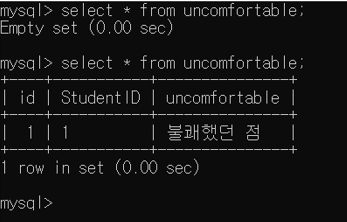 mysql> select * from uncomfortable;
Empty set (0.00 sec)
mysql> select * from uncomfortable;
+----+-----------+---------------+
| id | StudentID | uncomfortable |
+----+-----------+---------------+
| 1 | 1 | 불쾌했던 점 |
+----+-----------+---------------+
1 row in set (0.00 sec)
mysql>